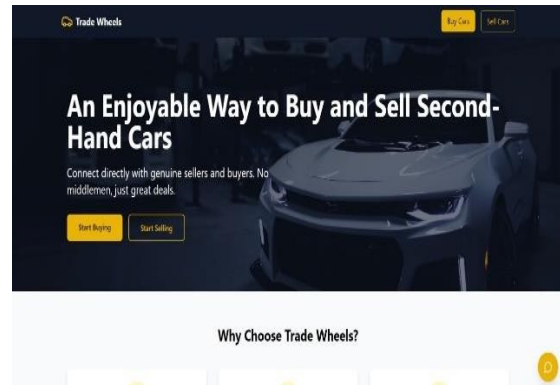 Trade Wheels
Buy Cars
Sell Cars
An Enjoyable Way to Buy and Sell Second-
Hand Cars
Connect directly with genuine sellers and buyers. No
middlemen, just great deals.
Start Buying
Start Selling
Why Choose Trade Wheels?